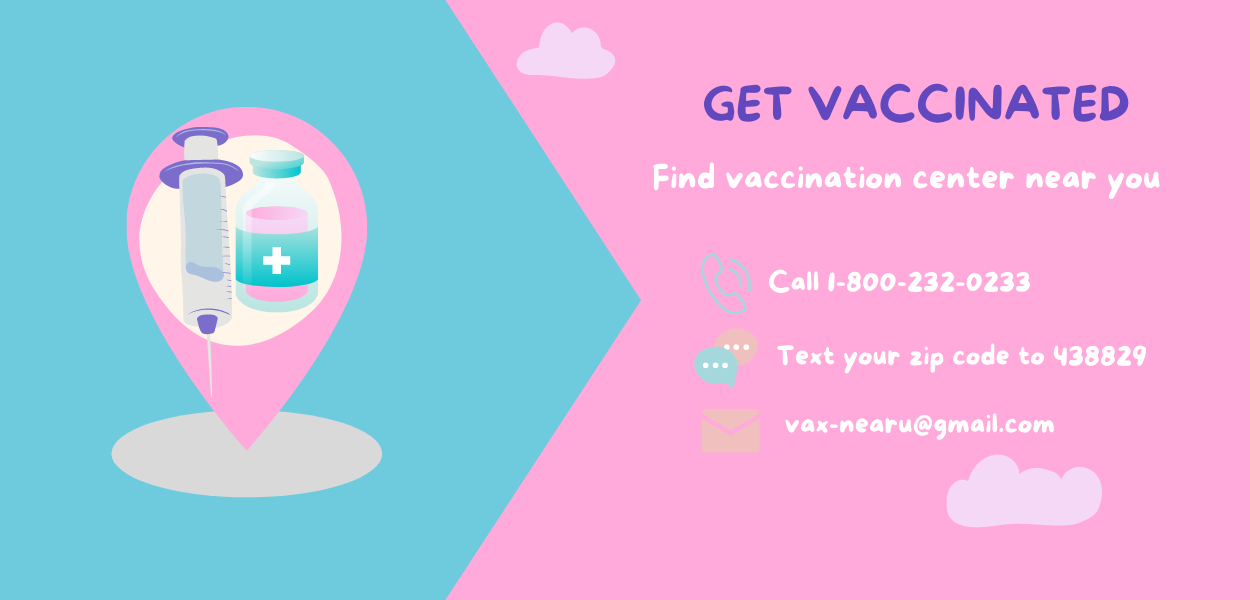 GET VACCINATED
Find vaccination center near you
Call 1-800-232-0233
Text your zip code to 438829
vax-nearu@gmail.com